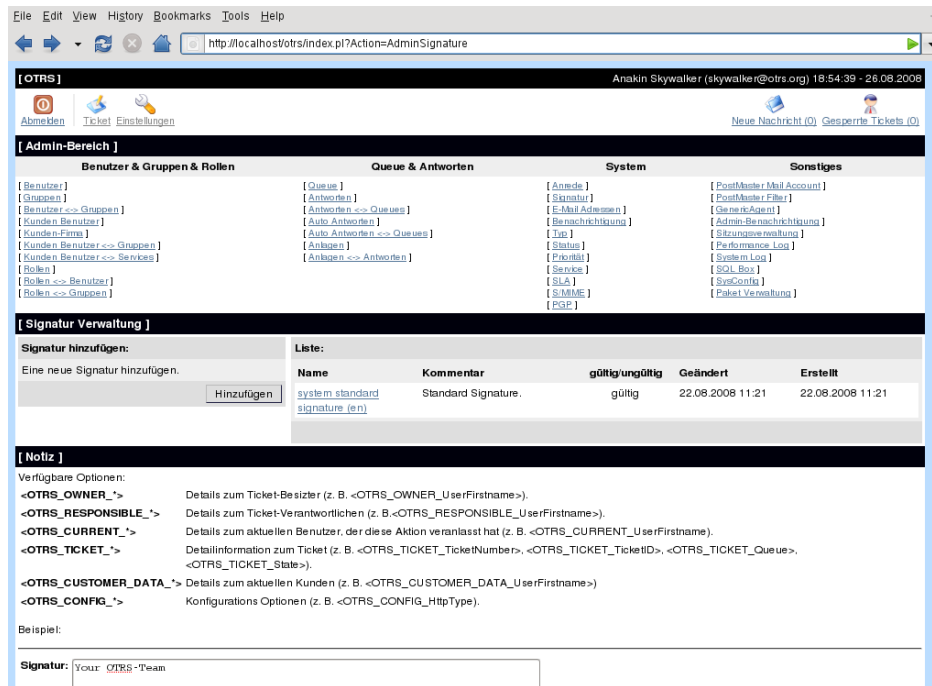 File Edit View History Bookmarks Tools Help
http://localhost/otrs/index.pl?Action=AdminSignature
[ OTRS ] Anakin Skywalker (skywalker@otrs.org) 18:54:39 - 26.08.2008
Abmelden Ticket Einstellungen Neue Nachricht (0) Gesperrte Tickets (0)
[ Admin-Bereich ]
Benutzer & Gruppen & Rollen Queue & Antworten System Sonstiges
[ Benutzer ] [ Queue ] [ Anrede ] [ PostMaster Mail Account ]
[ Gruppen ] [ Antworten ] [ Signatur ] [ PostMaster Filter ]
[ Benutzer <-> Gruppen ] [ Antworten <-> Queues ] [ E-Mail Adressen ] [ GenericAgent ]
[ Kunden Benutzer ] [ Auto Antworten ] [ Benachrichtigung ] [ Admin-Benachrichtigung ]
[ Kunden-Firma ] [ Auto Antworten <-> Queues ] [ Typ ] [ Sitzungsverwaltung ]
[ Kunden Benutzer <-> Gruppen ] [ Anlagen ] [ Status ] [ Performance Log ]
[ Kunden Benutzer <-> Services ] [ Anlagen <-> Antworten ] [ Priorität ] [ System Log ]
[ Rollen ] [ Service ] [ SQL Box ]
[ Rollen <-> Benutzer ] [ SLA ] [ SysConfig ]
[ Rollen <-> Gruppen ] [ S/MIME ] [ Paket Verwaltung ]
[ PGP ]
[ Signatur Verwaltung ]
Signatur hinzufügen: Liste:
Eine neue Signatur hinzufügen.
Hinzufügen
Name Kommentar gültig/ungültig Geändert Erstellt
system standard signature (en) Standard Signature. gültig 22.08.2008 11:21 22.08.2008 11:21
[ Notiz ]
Verfügbare Optionen:
<OTRS_OWNER_*> Details zum Ticket-Besizter (z. B. <OTRS_OWNER_UserFirstname>).
<OTRS_RESPONSIBLE_*> Details zum Ticket-Verantwortlichen (z. B.<OTRS_RESPONSIBLE_UserFirstname>).
<OTRS_CURRENT_*> Details zum aktuellen Benutzer, der diese Aktion veranlasst hat (z. B. <OTRS_CURRENT_UserFirstname).
<OTRS_TICKET_*> Detailinformation zum Ticket (z. B. <OTRS_TICKET_TicketNumber>, <OTRS_TICKET_TicketID>, <OTRS_TICKET_Queue>,
<OTRS_TICKET_State>).
<OTRS_CUSTOMER_DATA_*> Details zum aktuellen Kunden (z. B. <OTRS_CUSTOMER_DATA_UserFirstname>)
<OTRS_CONFIG_*> Konfigurations Optionen (z. B. <OTRS_CONFIG_HttpType).
Beispiel:
Signatur: Your OTRS-Team